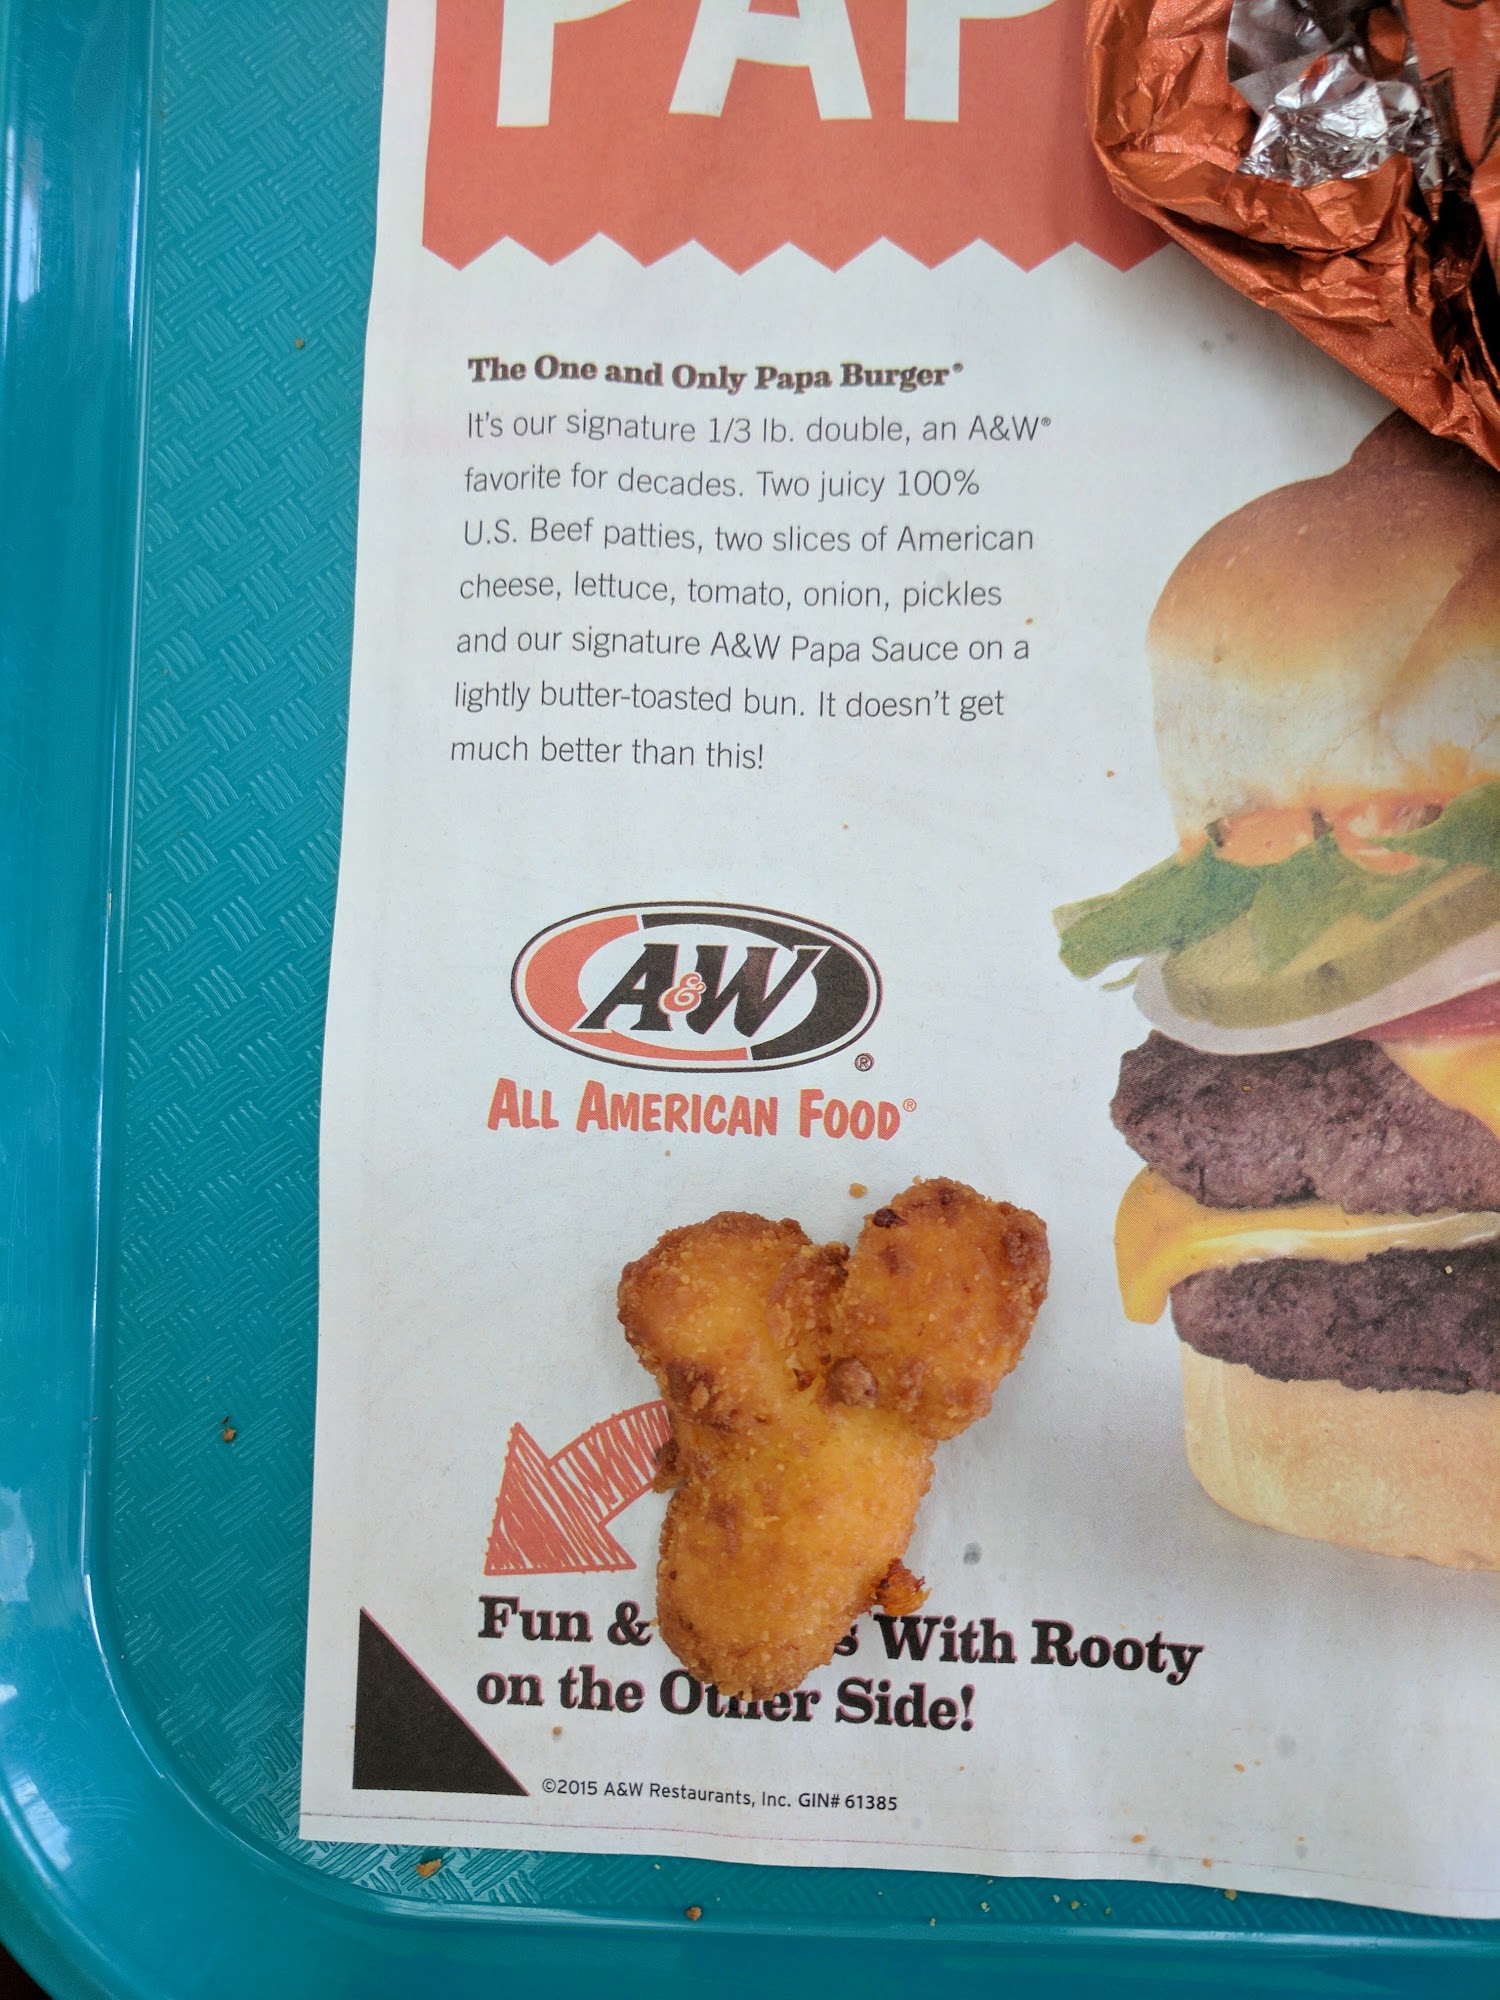 PAP
The One and Only Papa Burger®
It's our signature 1/3 lb. double, an A&W®
favorite for decades. Two juicy 100%
U.S. Beef patties, two slices of American
cheese, lettuce, tomato, onion, pickles
and our signature A&W Papa Sauce on a
lightly butter-toasted bun. It doesn't get
much better than this!
A&W®
ALL AMERICAN FOOD®
Fun & With Rooty
on the Other Side!
©2015 A&W Restaurants, Inc. GIN# 61385